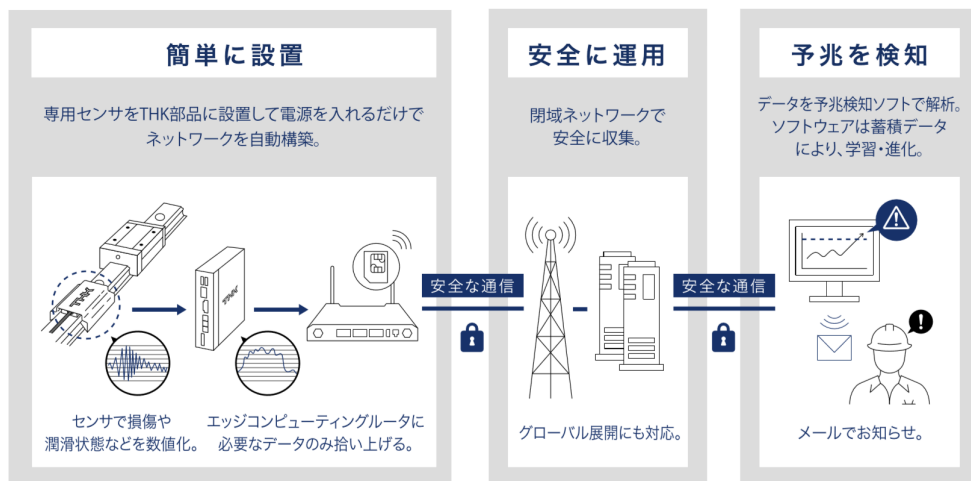 簡単に設置
専用センサをTHK部品に設置して電源を入れるだけで
ネットワークを自動構築。
THK
THK
センサで損傷や
潤滑状態などを数値化。
エッジコンピューティングルータに
必要なデータのみ拾い上げる。
安全な通信
安全に運用
閉域ネットワークで
安全に収集。
グローバル展開にも対応。
安全な通信
予兆を検知
データを予兆検知ソフトで解析。
ソフトウェアは蓄積データ
により、学習・進化。
メールでお知らせ。